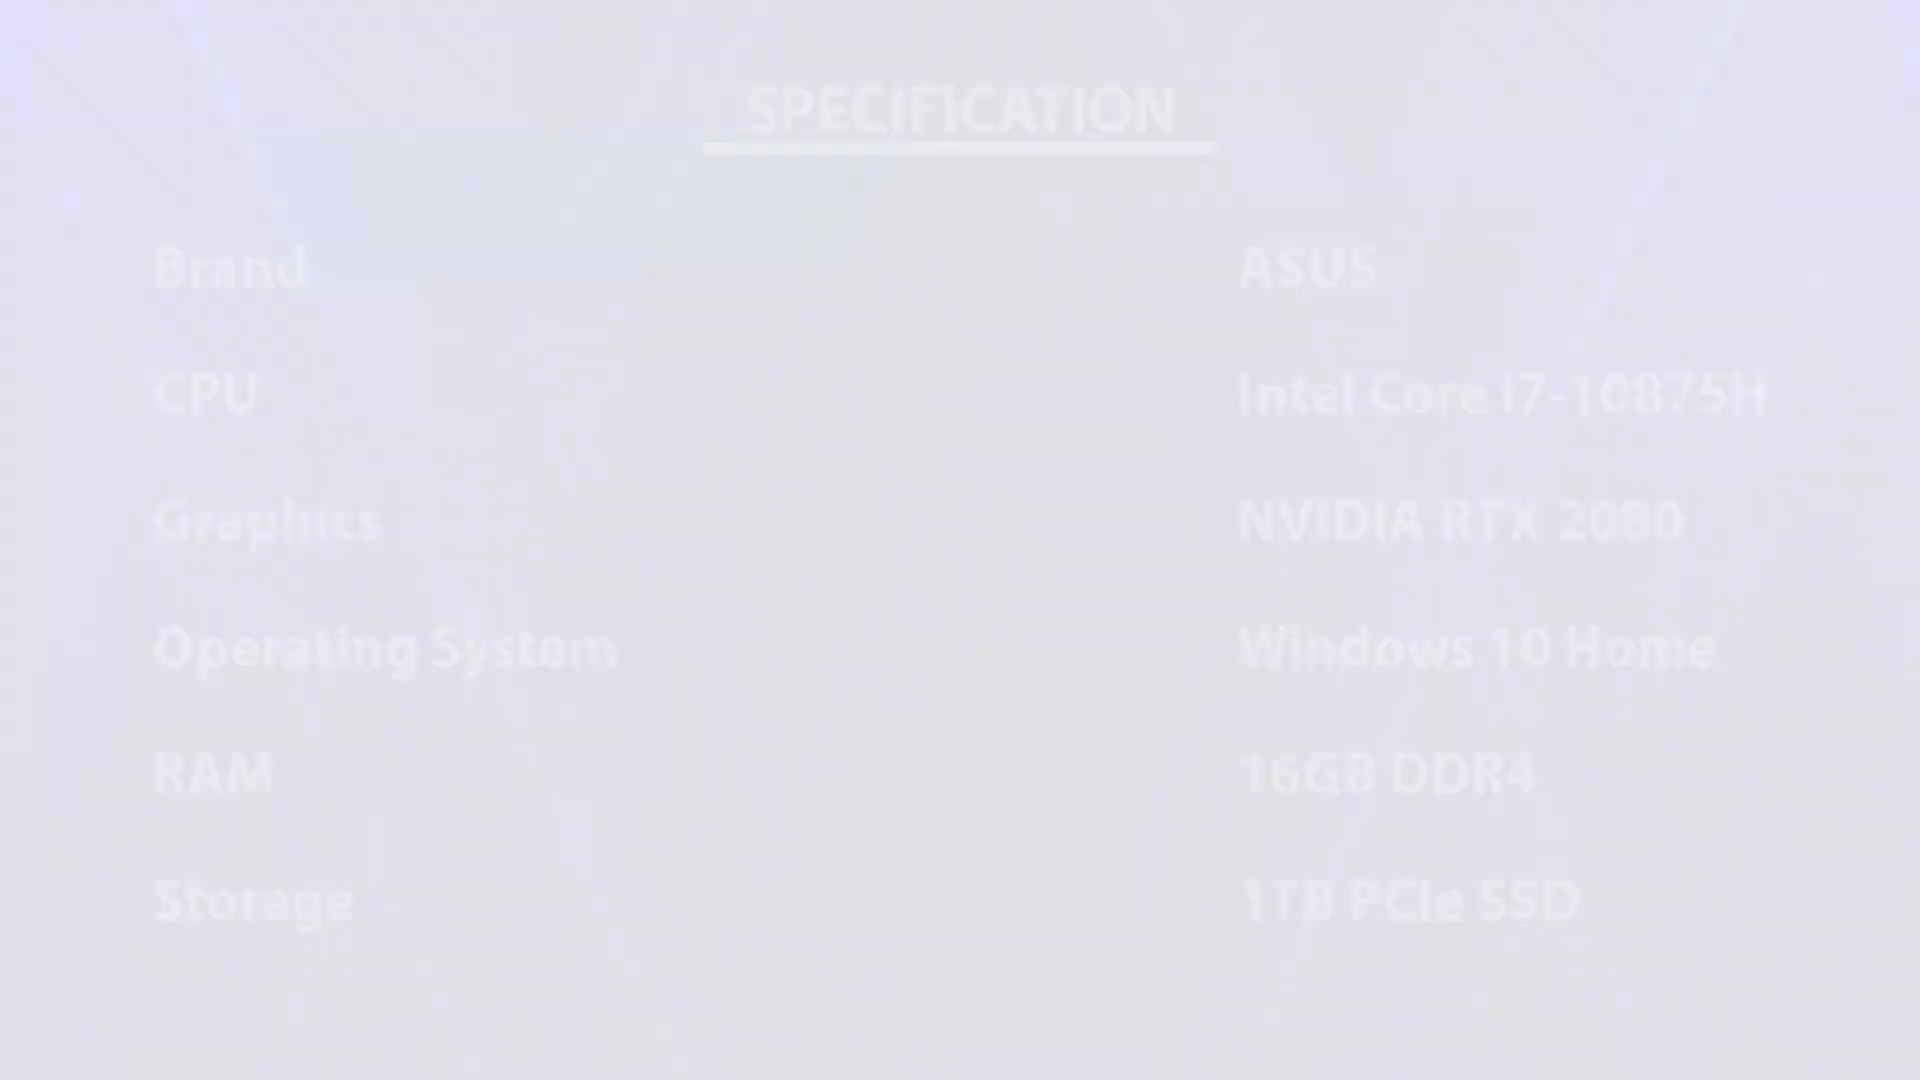 SPECIFICATION
Brand ASUS
CPU Intel Core i7-10875H
Graphics NVIDIA RTX 2080
Operating System Windows 10 Home
RAM 16GB DDR4
Storage 1TB PCIe SSD